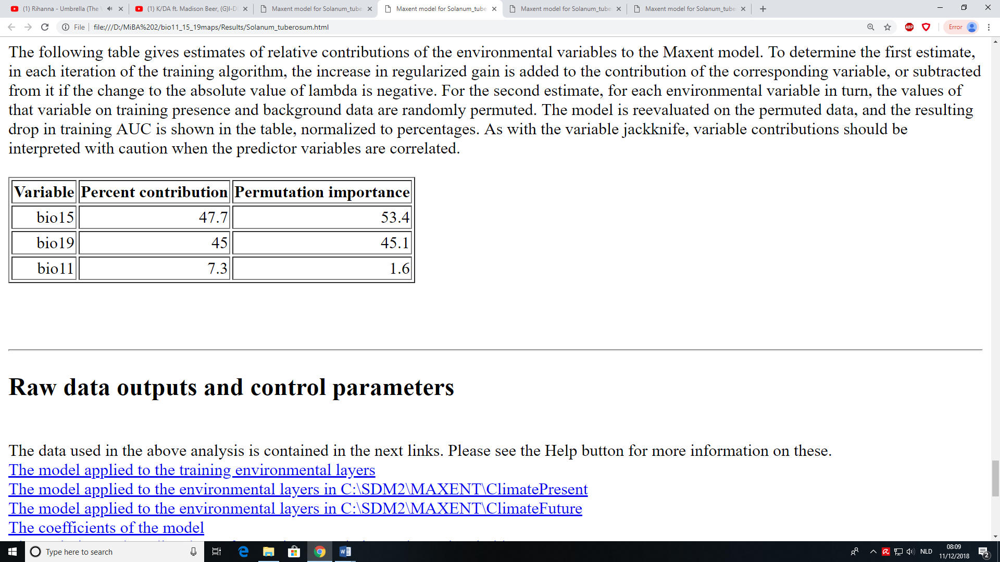 (1) Rihanna - Umbrella (The
(1) K/DA ft. Madison Beer, (G)I-D
Maxent model for Solanum_tube
Maxent model for Solanum_tube
Maxent model for Solanum_tube
Maxent model for Solanum_tube
File
file:///D:/MiBA%202/bio11_15_19maps/Results/Solanum_tuberosum.html
ABP
Error
The following table gives estimates of relative contributions of the environmental variables to the Maxent model. To determine the first estimate,
in each iteration of the training algorithm, the increase in regularized gain is added to the contribution of the corresponding variable, or subtracted
from it if the change to the absolute value of lambda is negative. For the second estimate, for each environmental variable in turn, the values of
that variable on training presence and background data are randomly permuted. The model is reevaluated on the permuted data, and the resulting
drop in training AUC is shown in the table, normalized to percentages. As with the variable jackknife, variable contributions should be
interpreted with caution when the predictor variables are correlated.
Variable Percent contribution Permutation importance
bio15 47.7 53.4
bio19 45 45.1
bio11 7.3 1.6
Raw data outputs and control parameters
The data used in the above analysis is contained in the next links. Please see the Help button for more information on these.
The model applied to the training environmental layers
The model applied to the environmental layers in C:\SDM2\MAXENT\ClimatePresent
The model applied to the environmental layers in C:\SDM2\MAXENT\ClimateFuture
The coefficients of the model
Type here to search
NLD
08:09
11/12/2018
2